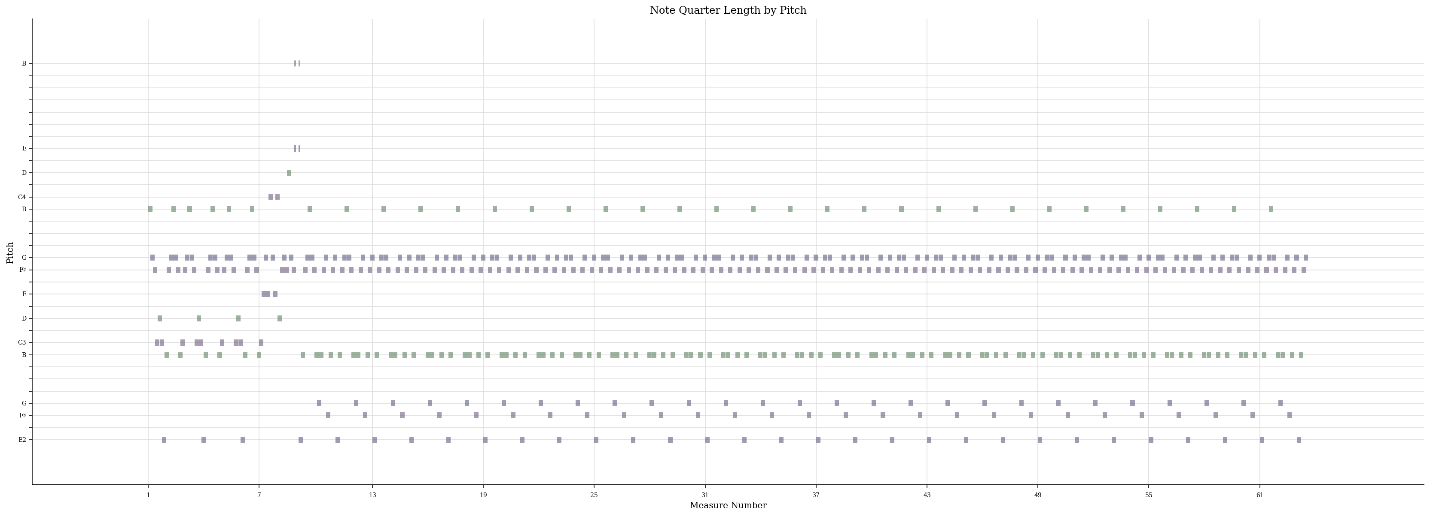 Note Quarter Length by Pitch
B
E
D
C4
B
G
F♯
E
D
C3
B
G
F♯
E2
Pitch
1 7 13 19 25 31 37 43 49 55 61
Measure Number